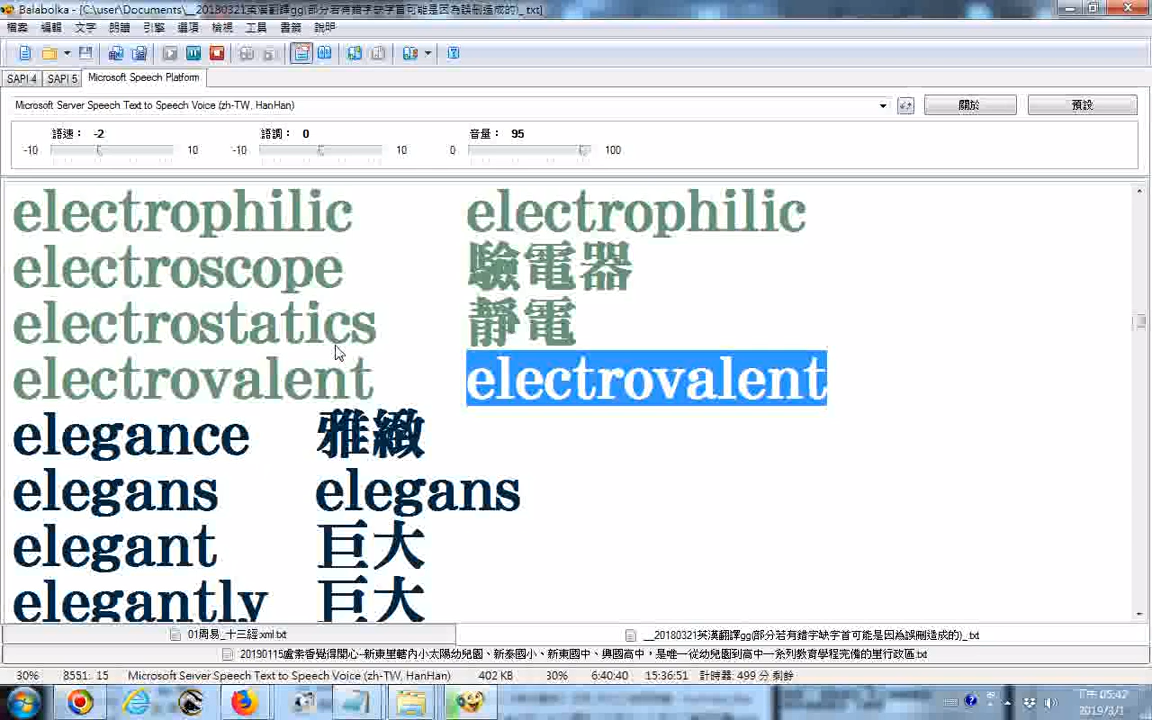 Balabolka - [C:\user\Documents\__20180321英漢翻譯gg(部分若有錯字缺字首可能是因為誤刪造成的)_.txt]
檔案 編輯 文字 朗讀 引擎 選項 檢視 工具 書籤 說明
SAPI 4 SAPI 5 Microsoft Speech Platform
Microsoft Server Speech Text to Speech Voice (zh-TW, HanHan) 關於 預設
語速： -2 語調： 0 音量： 95
-10 10 -10 10 0 100
electrophilic electrophilic
electroscope 驗電器
electrostatics 靜電
electrovalent electrovalent
elegance 雅緻
elegans elegans
elegant 巨大
elegantly 巨大
01周易_十三經.xml.txt __20180321英漢翻譯gg(部分若有錯字缺字首可能是因為誤刪造成的)_.txt
20190115盧素香覺得開心-新東里轄內小太陽幼兒園、新泰國小、新東國中、興國高中，是唯一從幼兒園到高中一系列教育學程完備的里行政區.txt
30% 8551: 15 Microsoft Server Speech Text to Speech Voice (zh-TW, HanHan) 402 KB 30% 6:40:40 15:36:51 計時器: 499 分 剩餘
下午 05:42
2019/3/1